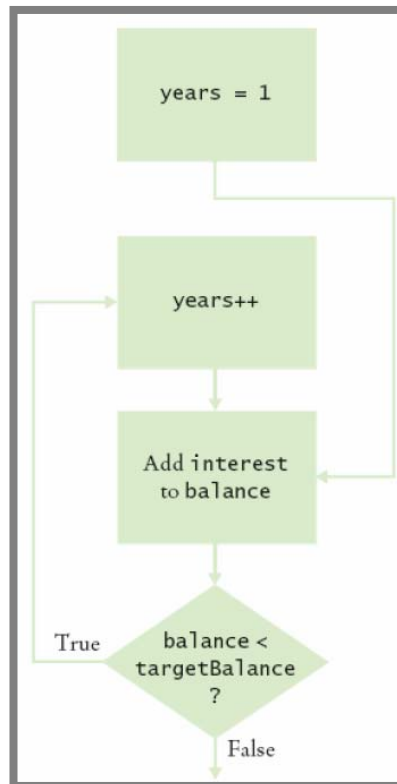 years = 1
years++
Add interest
to balance
True
balance <
targetBalance
?
False